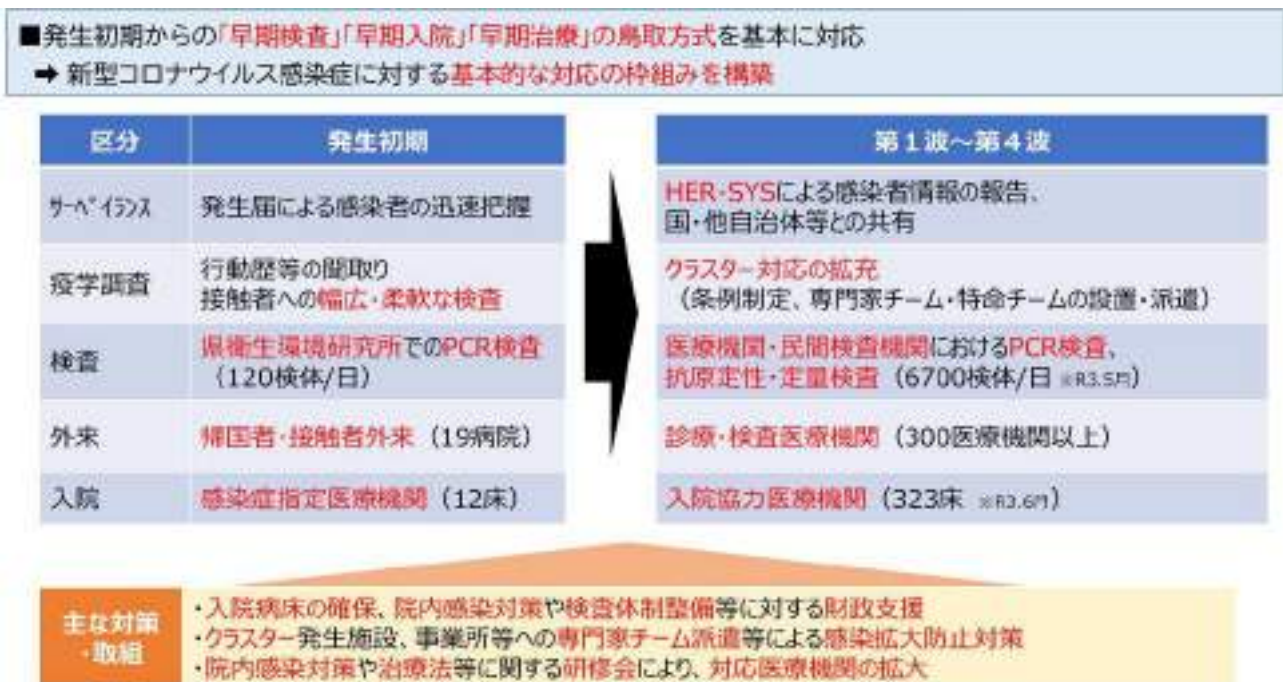 ■発生初期からの「早期検査」「早期入院」「早期治療」の鳥取方式を基本に対応
➡ 新型コロナウイルス感染症に対する基本的な対応の枠組みを構築
区分
発生初期
第1波～第4波
サーベイランス
発生届による感染者の迅速把握
HER-SYSによる感染者情報の報告、
国・他自治体等との共有
疫学調査
行動歴等の聞取り
接触者への幅広・柔軟な検査
クラスター対応の拡充
（条例制定、専門家チーム・特命チームの設置・派遣）
検査
県衛生環境研究所でのPCR検査
（120検体/日）
医療機関・民間検査機関におけるPCR検査、
抗原定性・定量検査（6700検体/日 ※R3.5月）
外来
帰国者・接触者外来（19病院）
診療・検査医療機関（300医療機関以上）
入院
感染症指定医療機関（12床）
入院協力医療機関（323床 ※R3.6月）
主な対策
・取組
・入院病床の確保、院内感染対策や検査体制整備等に対する財政支援
・クラスター発生施設、事業所等への専門家チーム派遣等による感染拡大防止対策
・院内感染対策や治療法等に関する研修会により、対応医療機関の拡大